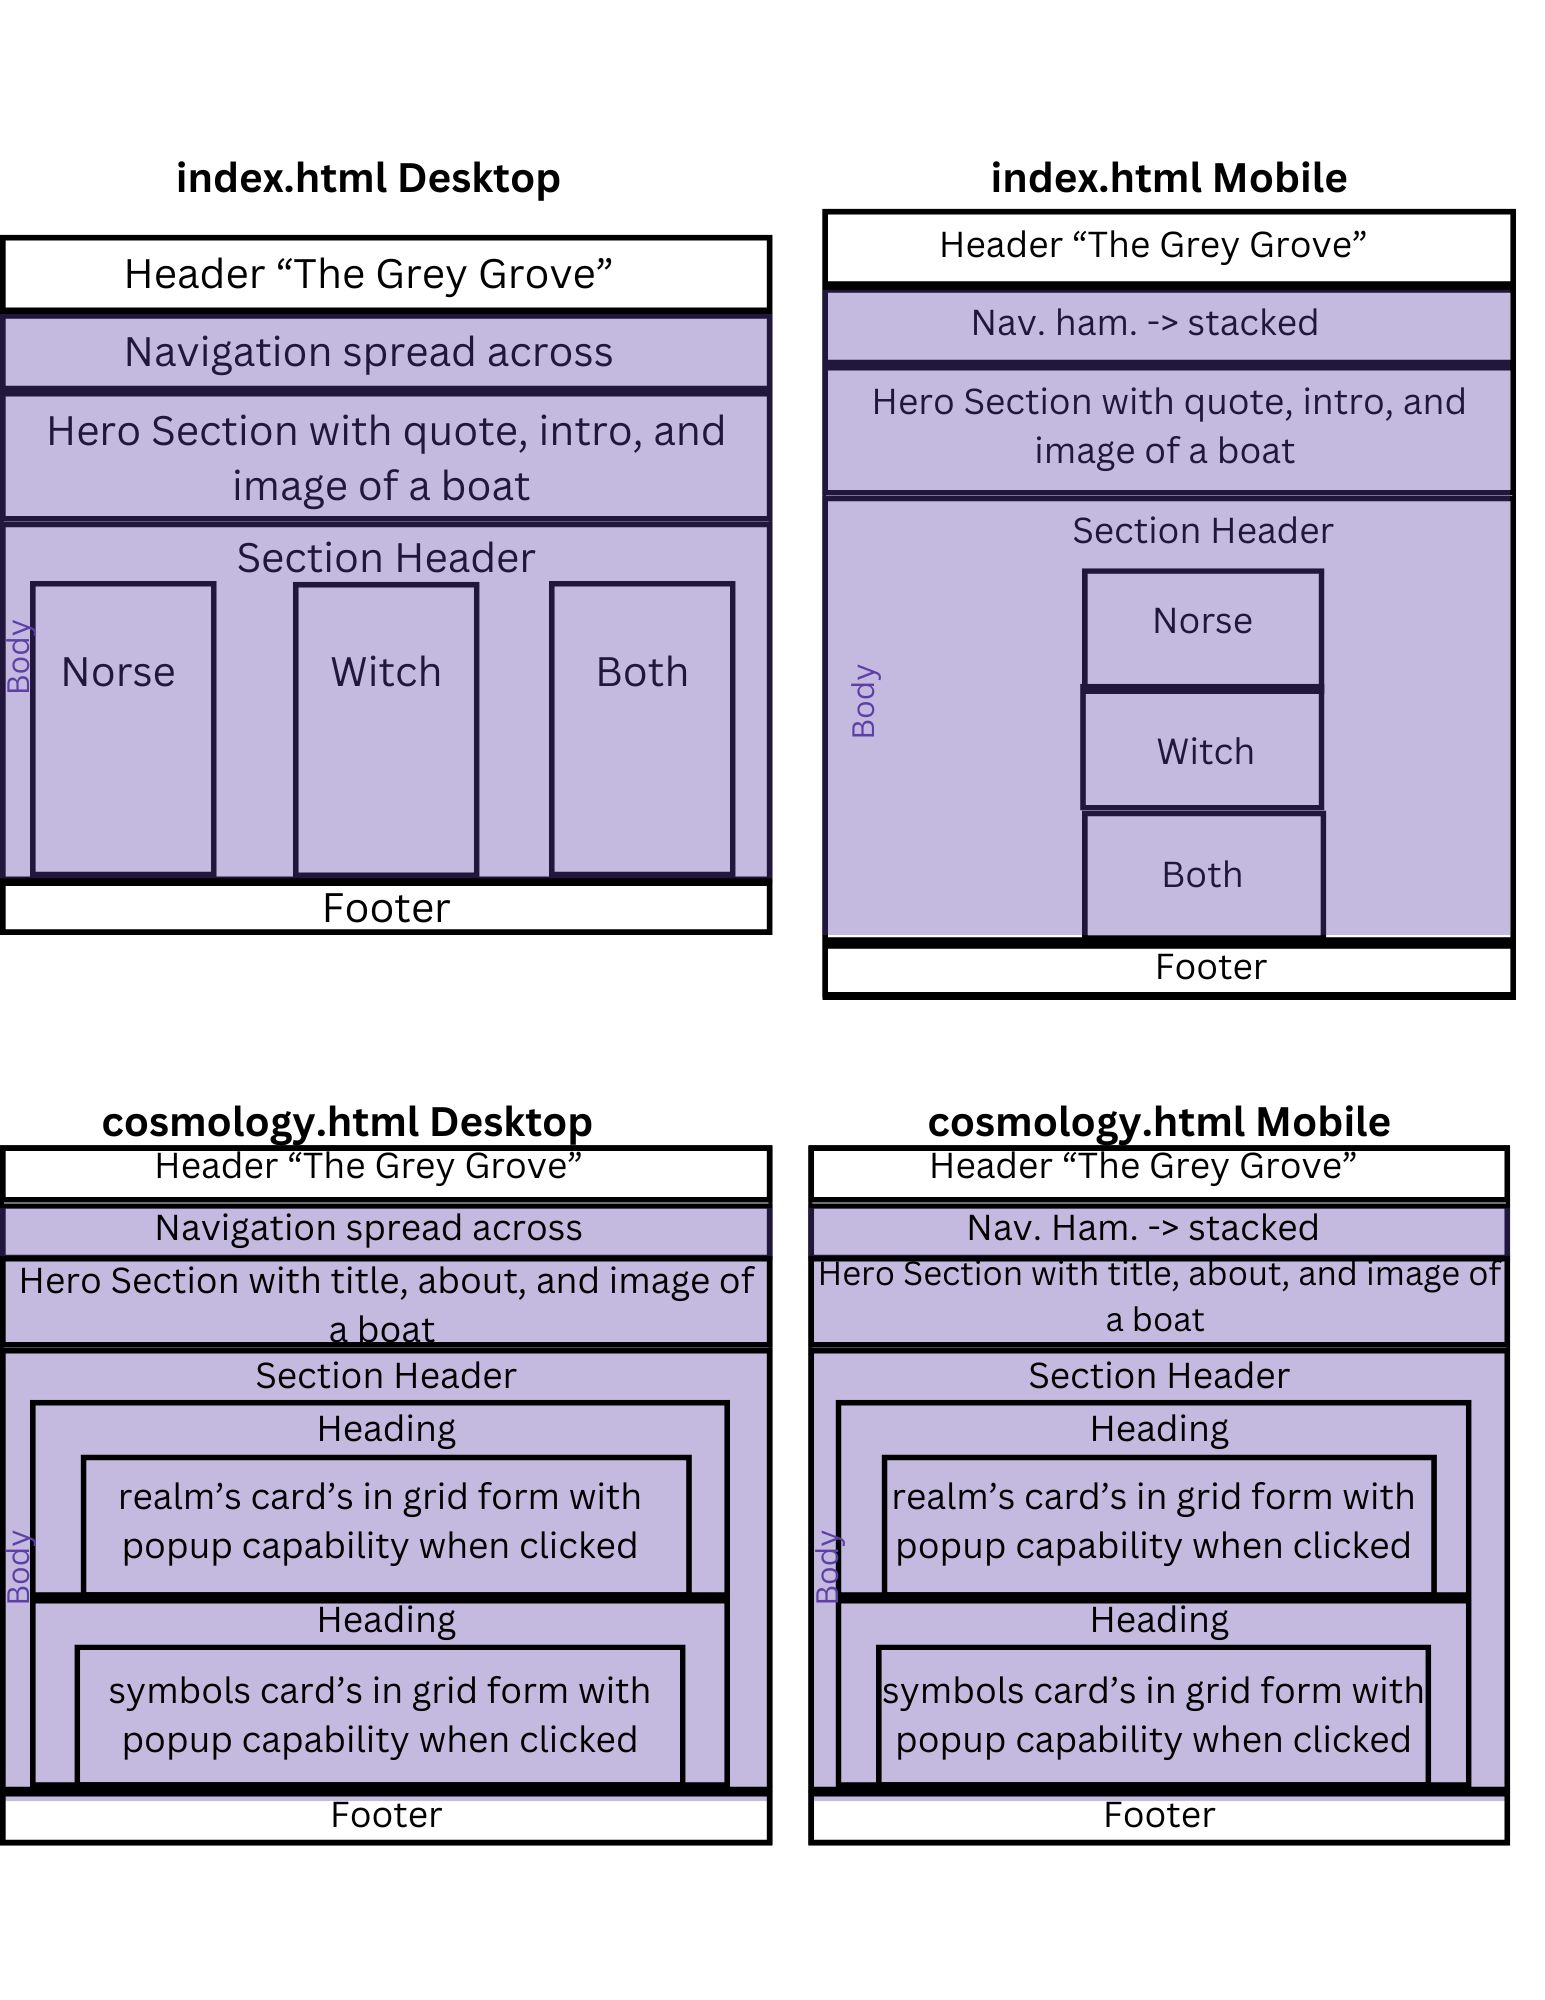 index.html Desktop
Header “The Grey Grove”
Navigation spread across
Hero Section with quote, intro, and
image of a boat
Section Header
Body
Norse
Witch
Both
Footer
index.html Mobile
Header “The Grey Grove”
Nav. ham. -> stacked
Hero Section with quote, intro, and
image of a boat
Section Header
Body
Norse
Witch
Both
Footer
cosmology.html Desktop
Header “The Grey Grove”
Navigation spread across
Hero Section with title, about, and image of
a boat
Section Header
Body
Heading
realm’s card’s in grid form with
popup capability when clicked
Heading
symbols card’s in grid form with
popup capability when clicked
Footer
cosmology.html Mobile
Header “The Grey Grove”
Nav. Ham. -> stacked
Hero Section with title, about, and image of
a boat
Section Header
Body
Heading
realm’s card’s in grid form with
popup capability when clicked
Heading
symbols card’s in grid form with
popup capability when clicked
Footer